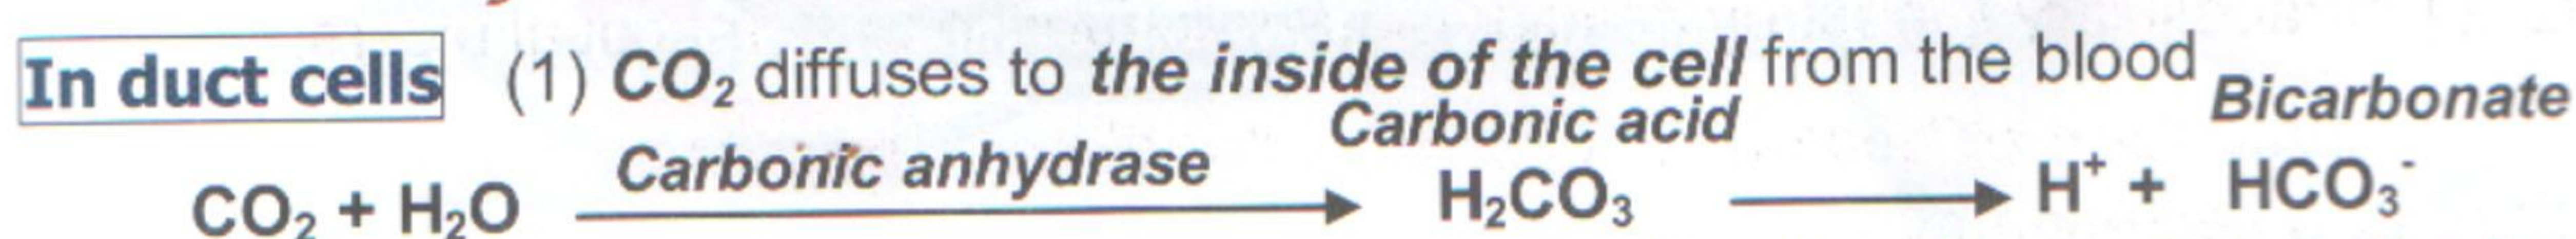 In duct cells (1) CO₂ diffuses to the inside of the cell from the blood
Carbonic anhydrase Carbonic acid Bicarbonate
CO₂ + H₂O → H₂CO₃ → H⁺ + HCO₃⁻